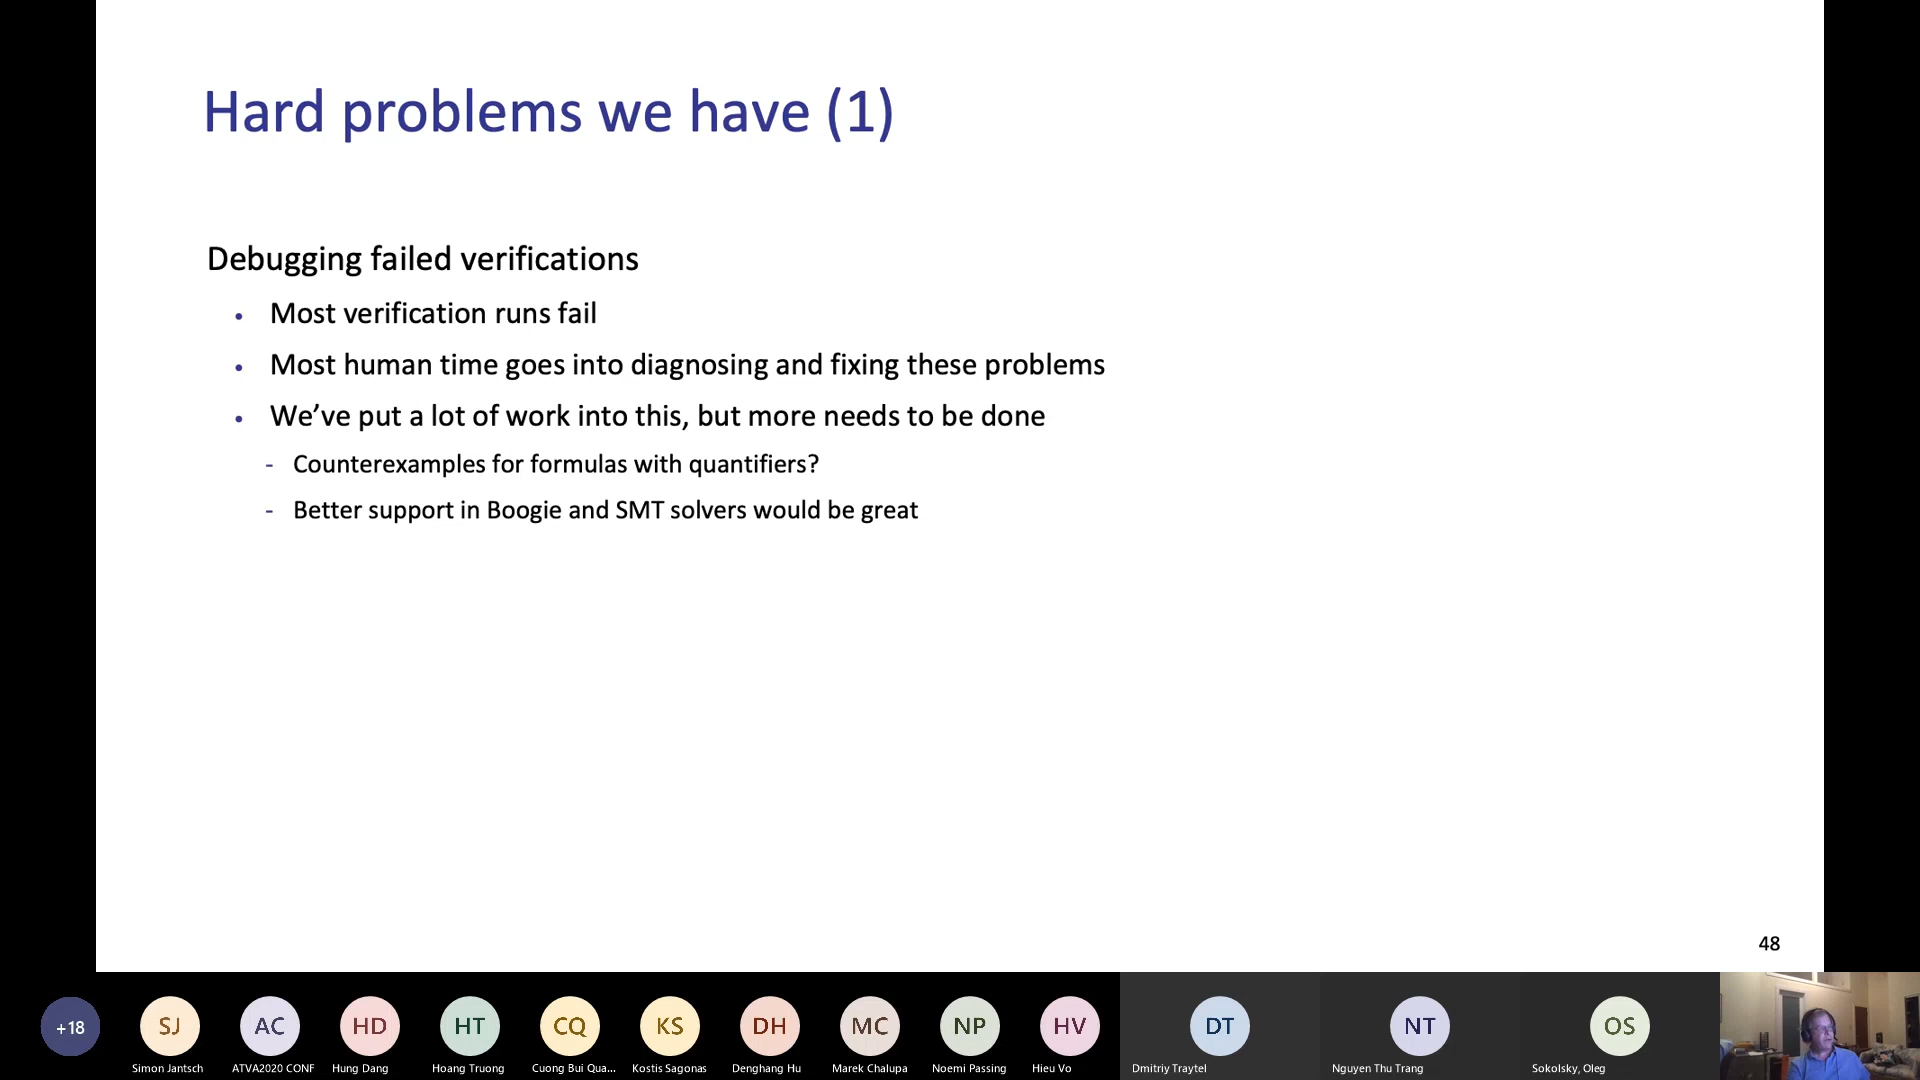 Hard problems we have (1)
Debugging failed verifications
• Most verification runs fail
• Most human time goes into diagnosing and fixing these problems
• We’ve put a lot of work into this, but more needs to be done
- Counterexamples for formulas with quantifiers?
- Better support in Boogie and SMT solvers would be great
48
+18 SJ AC HD HT CQ KS DH MC NP HV DT NT OS
Simon Jantsch ATVA2020 CONF Hung Dang Hoang Truong Cuong Bui Qua... Kostis Sagonas Denghang Hu Marek Chalupa Noemi Passing Hieu Vo Dmitriy Traytel Nguyen Thu Trang Sokolsky, Oleg